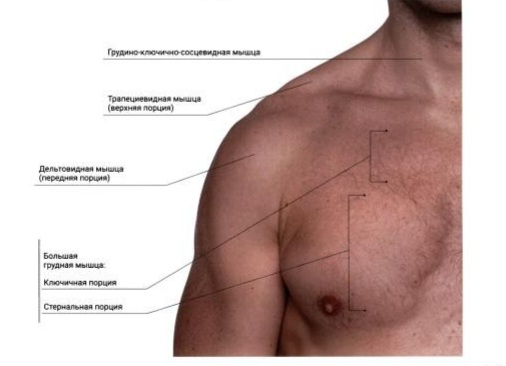 Грудино-ключично-сосцевидная мышца
Трапециевидная мышца
(верхняя порция)
Дельтовидная мышца
(передняя порция)
Большая
грудная мышца:
Ключичная порция
Стернальная порция